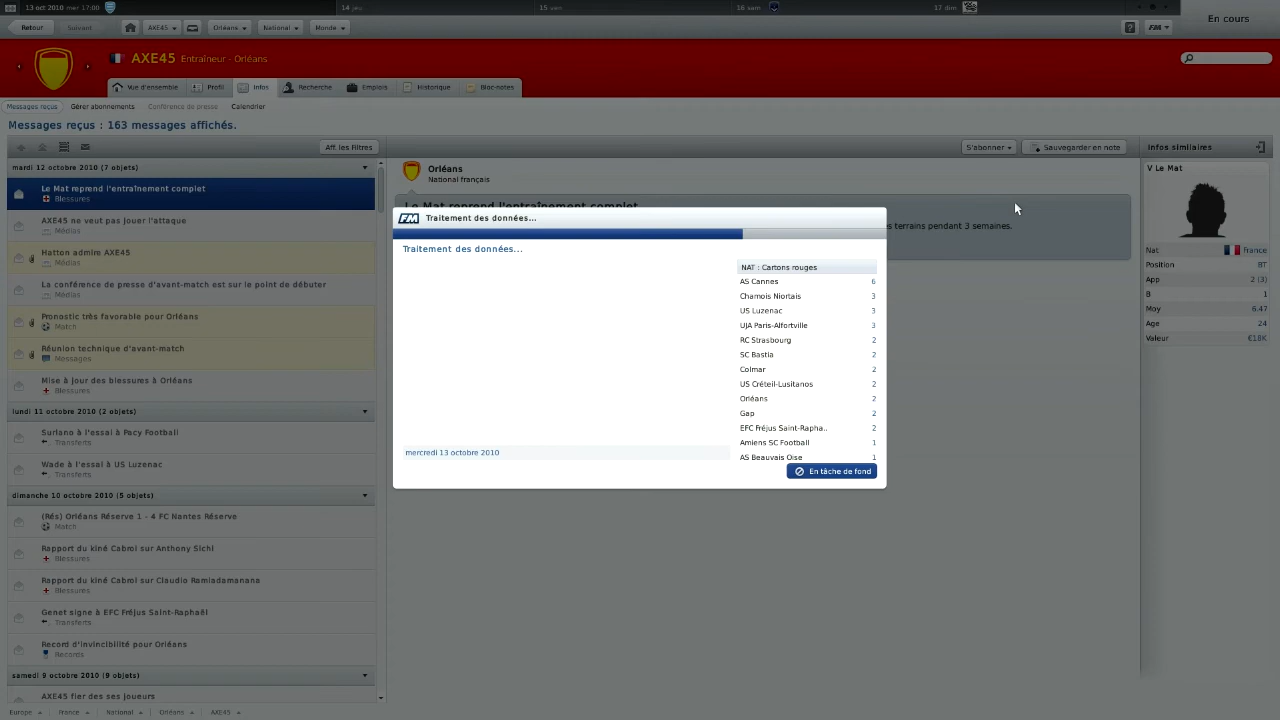 13 oct 2010 mer 17:00
14 jeu
15 ven
16 sam
17 dim
Retour
Suivant
AXE45
Orléans
National
Monde
?
FM
En cours
AXE45 Entraîneur - Orléans
Vue d'ensemble
Profil
Infos
Recherche
Emplois
Historique
Bloc-notes
Messages reçus
Gérer abonnements
Conférence de presse
Calendrier
Messages reçus : 163 messages affichés.
Aff. les Filtres
S'abonner
Sauvegarder en note
Infos similaires
mardi 12 octobre 2010 (7 objets)
Le Mat reprend l'entraînement complet
Blessures
AXE45 ne veut pas jouer l'attaque
Médias
Hatton admire AXE45
Médias
La conférence de presse d'avant-match est sur le point de débuter
Médias
Pronostic très favorable pour Orléans
Match
Réunion technique d'avant-match
Messages
Mise à jour des blessures à Orléans
Blessures
lundi 11 octobre 2010 (2 objets)
Surlano à l'essai à Pacy Football
Transferts
Wade à l'essai à US Luzenac
Transferts
dimanche 10 octobre 2010 (5 objets)
(Rés) Orléans Réserve 1 - 4 FC Nantes Réserve
Match
Rapport du kiné Cabrol sur Anthony Sichi
Blessures
Rapport du kiné Cabrol sur Claudio Ramiadamanana
Blessures
Genet signe à EFC Fréjus Saint-Raphaël
Transferts
Record d'invincibilité pour Orléans
Records
samedi 9 octobre 2010 (9 objets)
AXE45 fier des ses joueurs
Orléans
National français
Le Mat reprend l'entraînement complet
es terrains pendant 3 semaines.
FM Traitement des données...
Traitement des données...
mercredi 13 octobre 2010
NAT : Cartons rouges
AS Cannes 6
Chamois Niortais 3
US Luzenac 3
UJA Paris-Alfortville 3
RC Strasbourg 2
SC Bastia 2
Colmar 2
US Créteil-Lusitanos 2
Orléans 2
Gap 2
EFC Fréjus Saint-Rapha.. 2
Amiens SC Football 1
AS Beauvais Oise 1
En tâche de fond
V Le Mat
Nat France
Position BT
App 2 (3)
B 1
Moy 6.47
Age 24
Valeur €18K
Europe
France
National
Orléans
AXE45